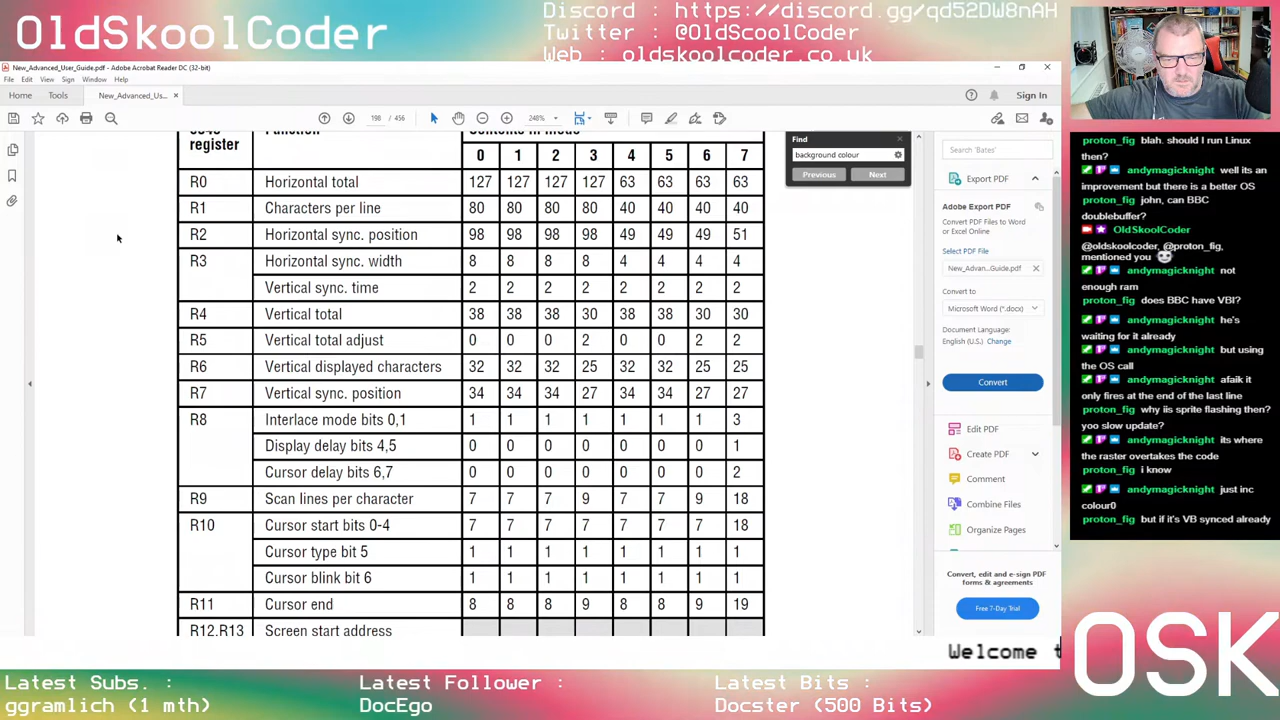 OldSkoolCoder
Discord : https://discord.gg/qd52DW8nAH
Twitter : @OldScoolCoder
Web : oldskoolcoder.co.uk
New_Advanced_User_Guide.pdf - Adobe Acrobat Reader DC (32-bit)
File Edit View Sign Window Help
Home Tools New_Advanced_Us... × Sign In
198 / 456 248%
register
0 1 2 3 4 5 6 7
R0 Horizontal total 127 127 127 127 63 63 63 63
R1 Characters per line 80 80 80 80 40 40 40 40
R2 Horizontal sync. position 98 98 98 98 49 49 49 51
R3 Horizontal sync. width 8 8 8 8 4 4 4 4
Vertical sync. time 2 2 2 2 2 2 2 2
R4 Vertical total 38 38 38 30 38 38 30 30
R5 Vertical total adjust 0 0 0 2 0 0 2 2
R6 Vertical displayed characters 32 32 32 25 32 32 25 25
R7 Vertical sync. position 34 34 34 27 34 34 27 27
R8 Interlace mode bits 0,1 1 1 1 1 1 1 1 3
Display delay bits 4,5 0 0 0 0 0 0 0 1
Cursor delay bits 6,7 0 0 0 0 0 0 0 2
R9 Scan lines per character 7 7 7 9 7 7 9 18
R10 Cursor start bits 0-4 7 7 7 7 7 7 7 18
Cursor type bit 5 1 1 1 1 1 1 1 1
Cursor blink bit 6 1 1 1 1 1 1 1 1
R11 Cursor end 8 8 8 9 8 8 9 19
R12.R13 Screen start address
Find
background colour
Previous Next
Search 'Bates'
Export PDF
Adobe Export PDF
Convert PDF Files to Word
or Excel Online
Select PDF File
New_Advan...Guide.pdf ×
Convert to
Microsoft Word (*.docx)
Document Language:
English (U.S.) Change
Convert
Edit PDF
Create PDF
Comment
Combine Files
Organize Pages
Convert, edit and e-sign PDF
forms & agreements
Free 7-Day Trial
Welcome t
proton_fig blah. should I run Linux
then?
andymagicknight well its an
improvement but there is a better OS
proton_fig john, can BBC
doublebuffer?
OldSkoolCoder
@oldskoolcoder, @proton_fig,
mentioned you
andymagicknight not
enough ram
proton_fig does BBC have VBI?
andymagicknight he's
waiting for it already
andymagicknight but using
the OS call
andymagicknight afaik it
only fires at the end of the last line
proton_fig why iis sprite flashing then?
yoo slow update?
andymagicknight its where
the raster overtakes the code
proton_fig i know
andymagicknight just inc
colour0
proton_fig but if it's VB synced already
OSK
Latest Subs. :
ggramlich (1 mth)
Latest Follower :
DocEgo
Latest Bits :
Docster (500 Bits)